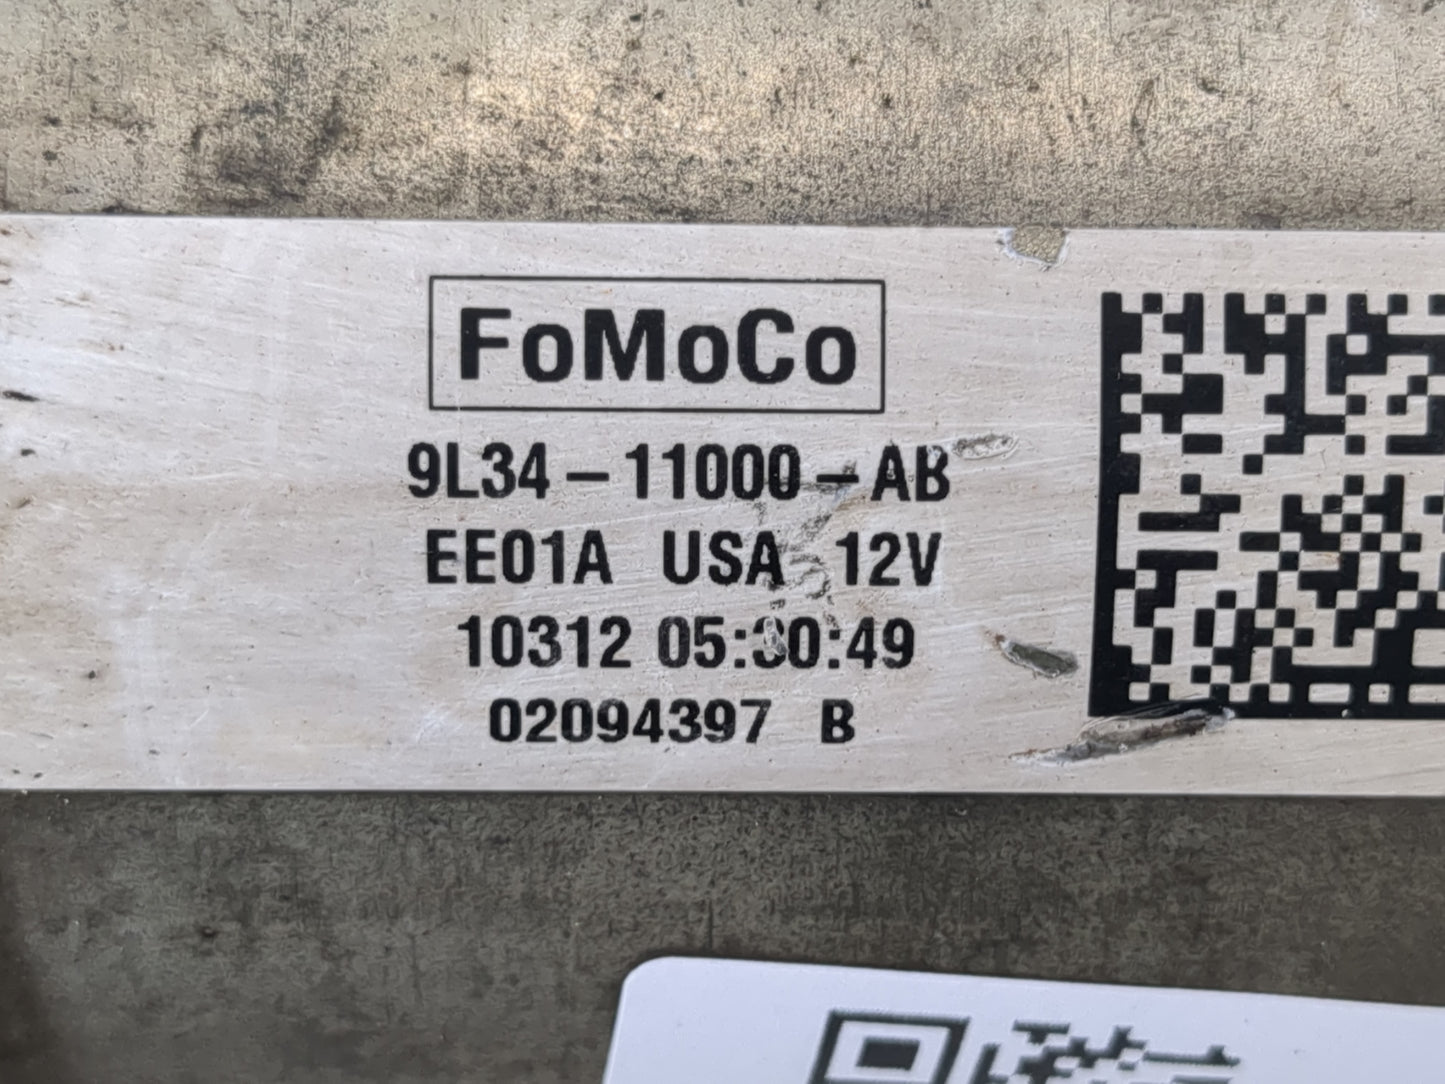 FoMoCo
9L34-11000-AB
EE01A USA 12V
10312 05:30:49
02094397 B